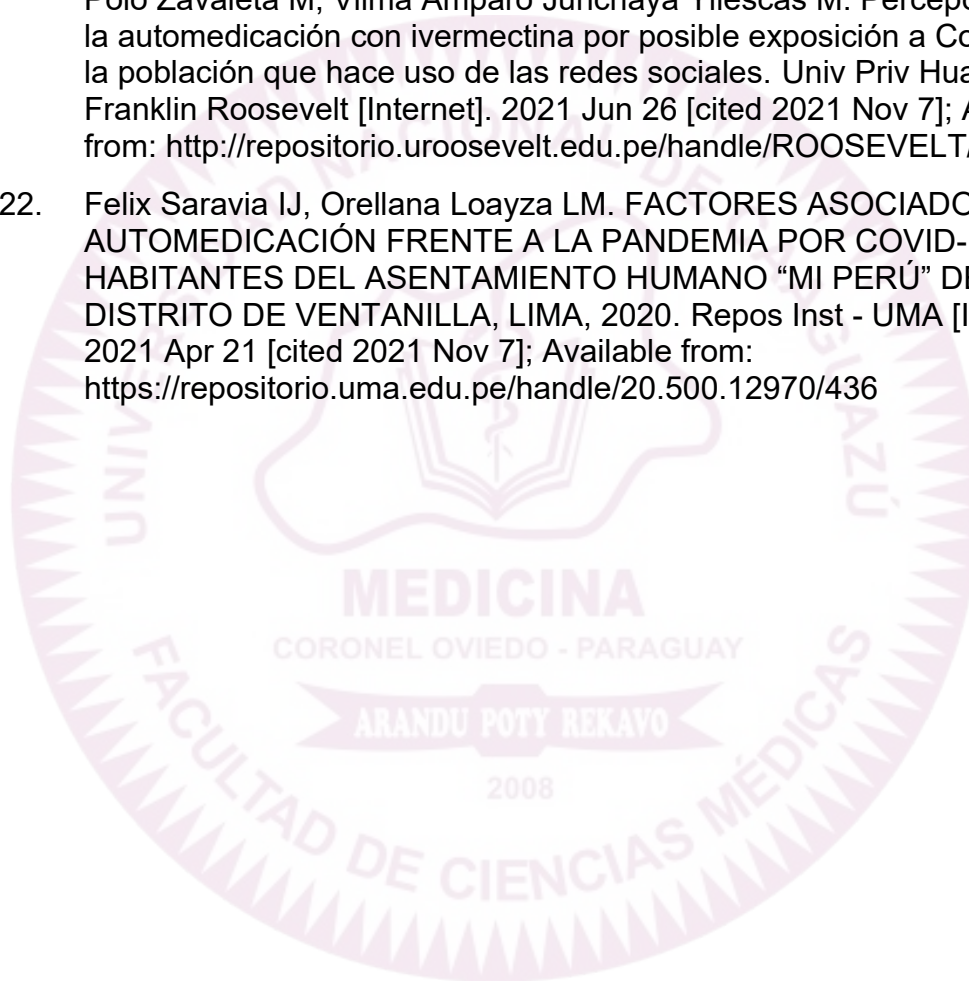 Polo Zavaleta M, Vilma Amparo Junchaya Yllescas M. Percepc
la automedicación con ivermectina por posible exposición a Co
la población que hace uso de las redes sociales. Univ Priv Hua
Franklin Roosevelt [Internet]. 2021 Jun 26 [cited 2021 Nov 7]; A
from: http://repositorio.uroosevelt.edu.pe/handle/ROOSEVELT/
22. Felix Saravia IJ, Orellana Loayza LM. FACTORES ASOCIADO
AUTOMEDICACIÓN FRENTE A LA PANDEMIA POR COVID-
HABITANTES DEL ASENTAMIENTO HUMANO “MI PERÚ” DE
DISTRITO DE VENTANILLA, LIMA, 2020. Repos Inst - UMA [I
2021 Apr 21 [cited 2021 Nov 7]; Available from:
https://repositorio.uma.edu.pe/handle/20.500.12970/436
UNIVERSIDAD NACIONAL DE CAAGUAZÚ
MEDICINA
CORONEL OVIEDO - PARAGUAY
ARANDU POTY REKAVO
2008
FACULTAD DE CIENCIAS MÉDICAS